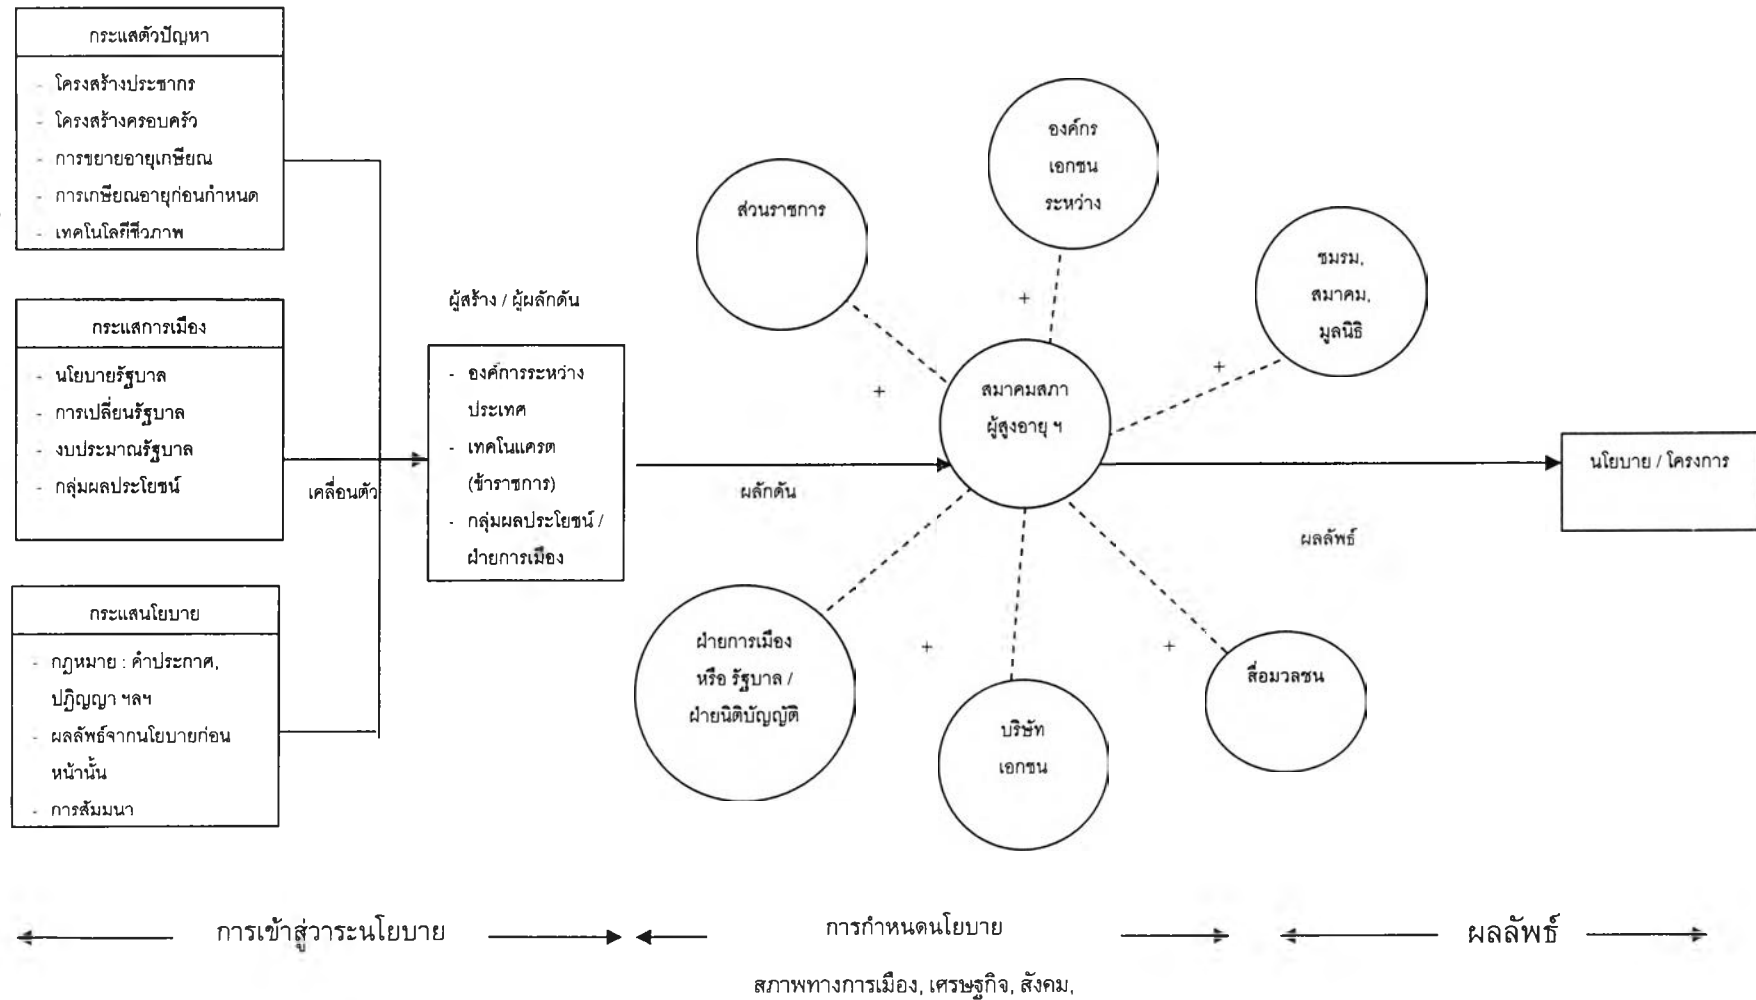 กระแสตัวปัญหา
- โครงสร้างประชากร
- โครงสร้างครอบครัว
- การขยายอายุเกษียณ
- การเกษียณอายุก่อนกำหนด
- เทคโนโลยีชีวภาพ
กระแสการเมือง
- นโยบายรัฐบาล
- การเปลี่ยนรัฐบาล
- งบประมาณรัฐบาล
- กลุ่มผลประโยชน์
กระแสนโยบาย
- กฎหมาย : คำประกาศ,
ปฏิญญา ฯลฯ
- ผลลัพธ์จากนโยบายก่อน
หน้านั้น
- การสัมมนา
เคลื่อนตัว
ผู้สร้าง / ผู้ผลักดัน
- องค์การระหว่าง
ประเทศ
- เทคโนแครต
(ข้าราชการ)
- กลุ่มผลประโยชน์ /
ฝ่ายการเมือง
ผลักดัน
ส่วนราชการ
องค์กร
เอกชน
ระหว่าง
ชมรม,
สมาคม,
มูลนิธิ
สมาคมสภา
ผู้สูงอายุ ฯ
+
+
+
+
+
ฝ่ายการเมือง
หรือ รัฐบาล /
ฝ่ายนิติบัญญัติ
บริษัท
เอกชน
สื่อมวลชน
ผลลัพธ์
นโยบาย / โครงการ
การเข้าสู่วาระนโยบาย
การกำหนดนโยบาย
ผลลัพธ์
สภาพทางการเมือง, เศรษฐกิจ, สังคม,